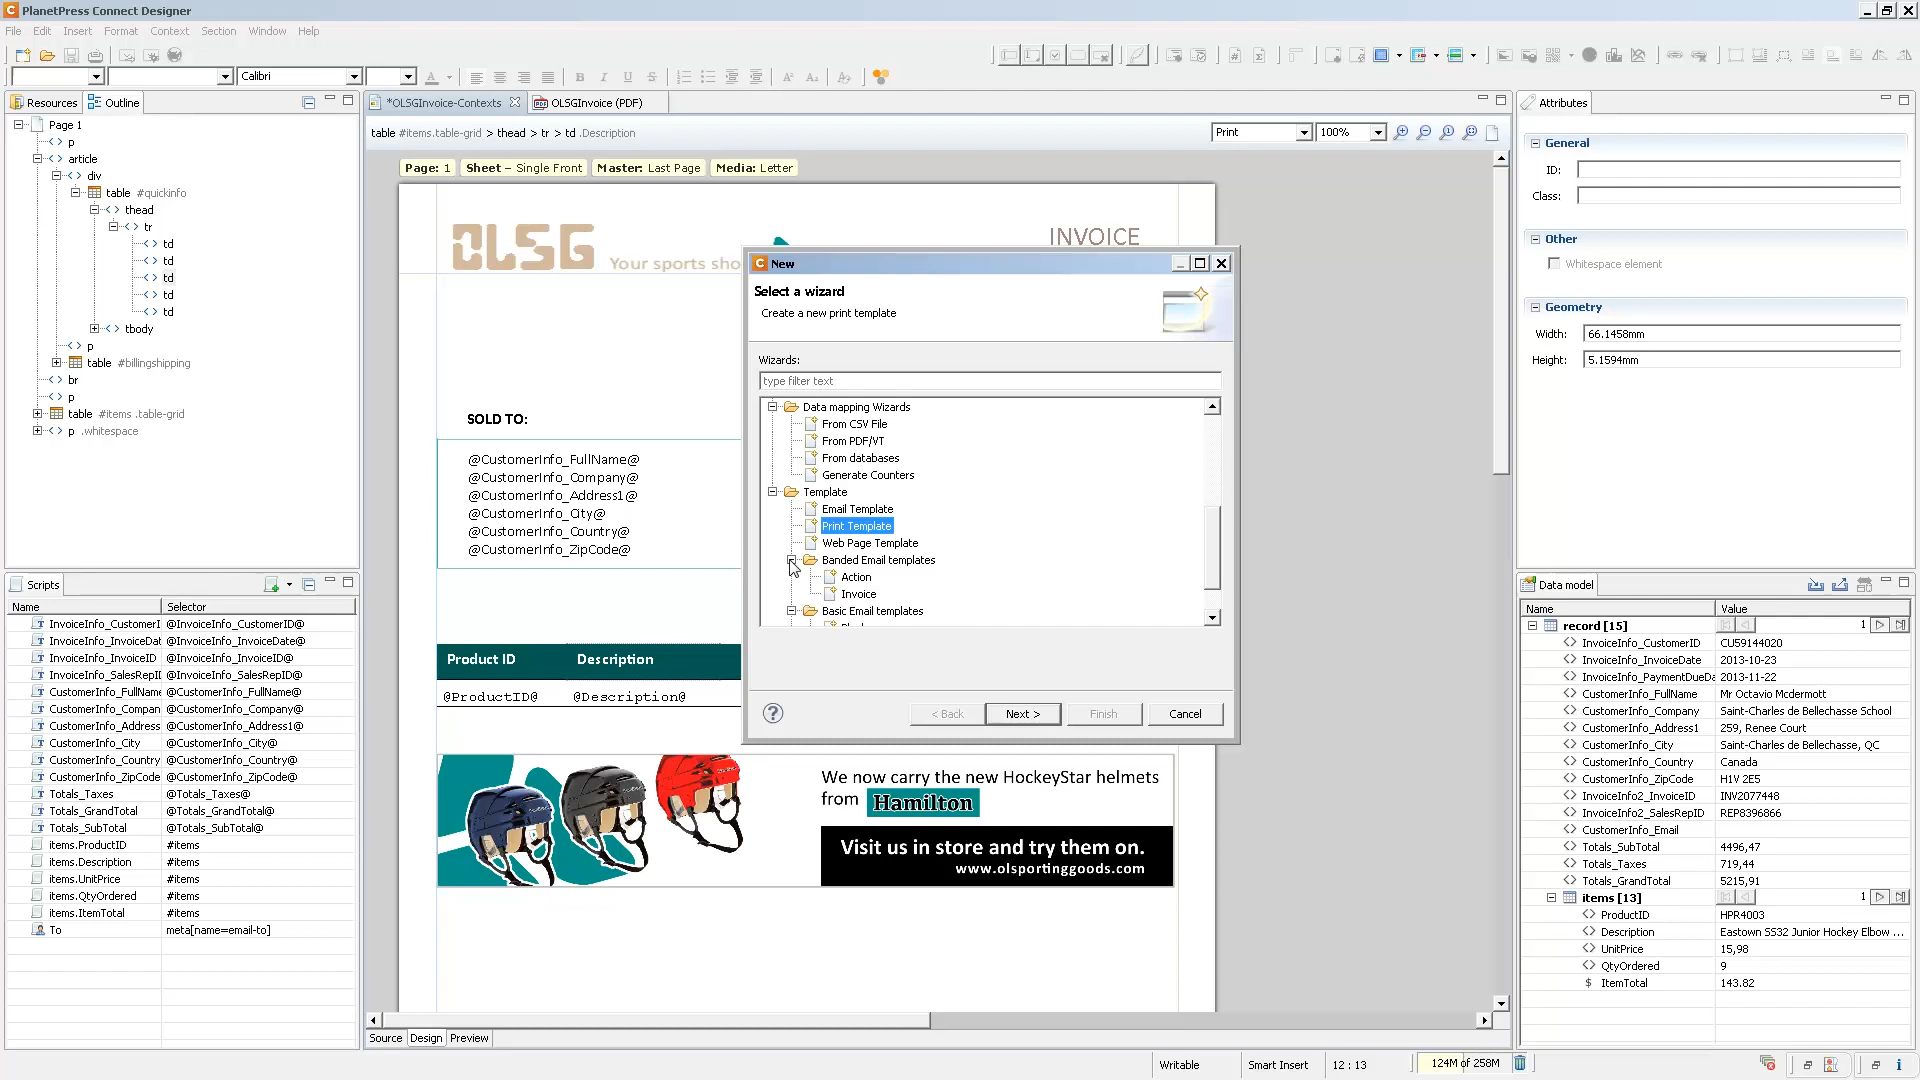 PlanetPress Connect Designer
File Edit Insert Format Context Section Window Help
Calibri
Resources Outline
Page 1
p
article
div
table #quickinfo
thead
tr
td
td
td
td
td
tbody
p
table #billingshipping
br
p
table #items .table-grid
p .whitespace
Scripts
Name Selector
InvoiceInfo_CustomerI @InvoiceInfo_CustomerID@
InvoiceInfo_InvoiceDat @InvoiceInfo_InvoiceDate@
InvoiceInfo_InvoiceID @InvoiceInfo_InvoiceID@
InvoiceInfo_SalesRepII @InvoiceInfo_SalesRepID@
CustomerInfo_FullName @CustomerInfo_FullName@
CustomerInfo_Compan @CustomerInfo_Company@
CustomerInfo_Address @CustomerInfo_Address1@
CustomerInfo_City @CustomerInfo_City@
CustomerInfo_Country @CustomerInfo_Country@
CustomerInfo_ZipCode @CustomerInfo_ZipCode@
Totals_Taxes @Totals_Taxes@
Totals_GrandTotal @Totals_GrandTotal@
Totals_SubTotal @Totals_SubTotal@
items.ProductID #items
items.Description #items
items.UnitPrice #items
items.QtyOrdered #items
items.ItemTotal #items
To meta[name=email-to]
*OLSGInvoice-Contexts OLSGInvoice (PDF)
table #items.table-grid > thead > tr > td .Description
Print 100%
Page: 1 Sheet – Single Front Master: Last Page Media: Letter
OLSG Your sports sho
INVOICE
SOLD TO:
@CustomerInfo_FullName@
@CustomerInfo_Company@
@CustomerInfo_Address1@
@CustomerInfo_City@
@CustomerInfo_Country@
@CustomerInfo_ZipCode@
Product ID Description
@ProductID@ @Description@
We now carry the new HockeyStar helmets
from Hamilton
Visit us in store and try them on.
www.olsportinggoods.com
Source Design Preview
New
Select a wizard
Create a new print template
Wizards:
type filter text
Data mapping Wizards
From CSV File
From PDF/VT
From databases
Generate Counters
Template
Email Template
Print Template
Web Page Template
Banded Email templates
Action
Invoice
Basic Email templates
< Back Next > Finish Cancel
Attributes
General
ID:
Class:
Other
Whitespace element
Geometry
Width: 66.1458mm
Height: 5.1594mm
Data model
Name Value
record [15] 1
InvoiceInfo_CustomerID CU59144020
InvoiceInfo_InvoiceDate 2013-10-23
InvoiceInfo_PaymentDueDa 2013-11-22
CustomerInfo_FullName Mr Octavio Mcdermott
CustomerInfo_Company Saint-Charles de Bellechasse School
CustomerInfo_Address1 259, Renee Court
CustomerInfo_City Saint-Charles de Bellechasse, QC
CustomerInfo_Country Canada
CustomerInfo_ZipCode H1V 2E5
InvoiceInfo2_InvoiceID INV2077448
InvoiceInfo2_SalesRepID REP8396866
CustomerInfo_Email
Totals_SubTotal 4496,47
Totals_Taxes 719,44
Totals_GrandTotal 5215,91
items [13] 1
ProductID HPR4003
Description Eastown SS32 Junior Hockey Elbow ...
UnitPrice 15,98
QtyOrdered 9
ItemTotal 143.82
Writable Smart Insert 12 : 13 124M of 258M